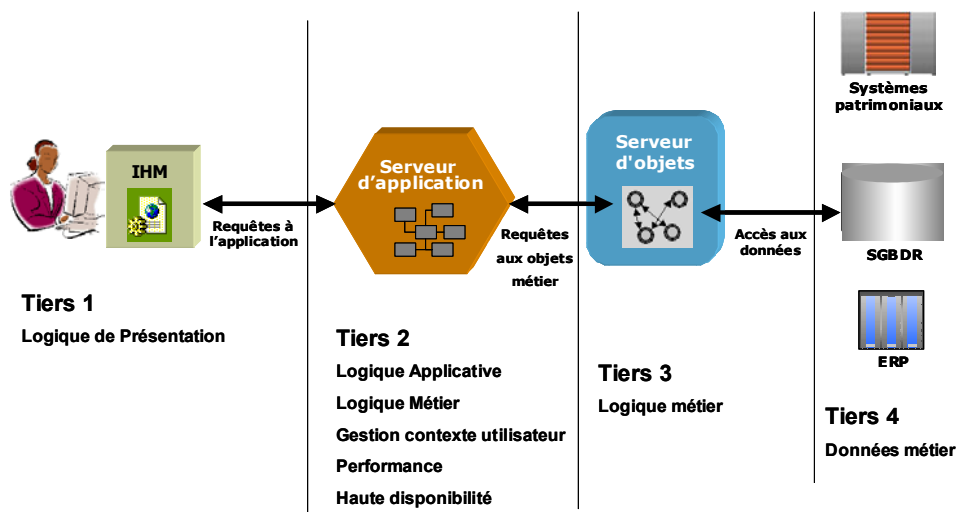 IHM
Requêtes à
l'application
Tiers 1
Logique de Présentation
Serveur
d'application
Requêtes
aux objets
métier
Tiers 2
Logique Applicative
Logique Métier
Gestion contexte utilisateur
Performance
Haute disponibilité
Serveur
d'objets
Accès aux
données
Tiers 3
Logique métier
Systèmes
patrimoniaux
SGBDR
ERP
Tiers 4
Données métier